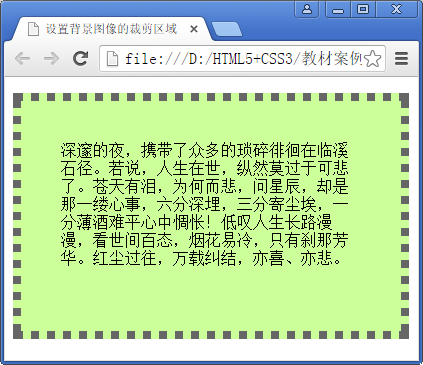 设置背景图像的裁剪区域
file:///D:/HTML5+CSS3/教材案例
深邃的夜，携带了众多的琐碎徘徊在临溪
石径。若说，人生在世，纵然莫过于可悲
了。苍天有泪，为何而悲，问星辰，却是
那一缕心事，六分深埋，三分寄尘埃，一
分薄酒难平心中惆怅！低叹人生长路漫
漫，看世间百态，烟花易冷，只有刹那芳
华。红尘过往，万载纠结，亦喜、亦悲。